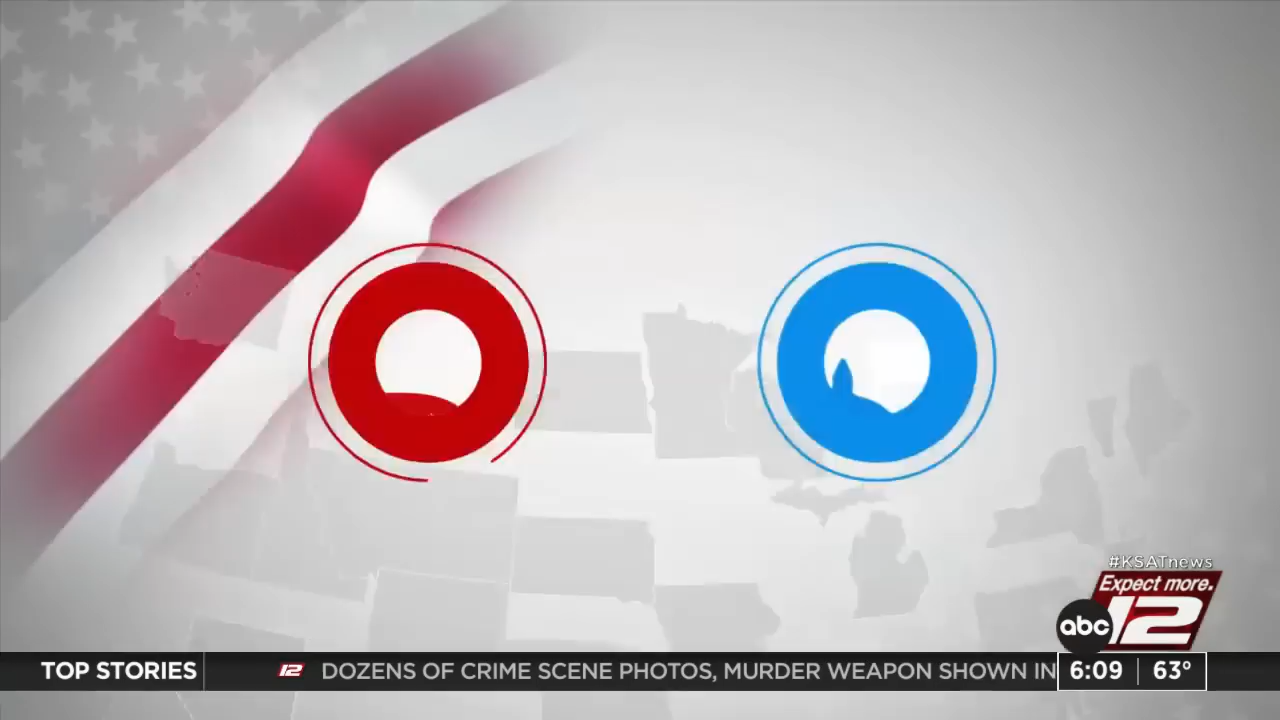 #KSATnews
Expect more.
abc 12
TOP STORIES
12 DOZENS OF CRIME SCENE PHOTOS, MURDER WEAPON SHOWN IN
6:09 63°